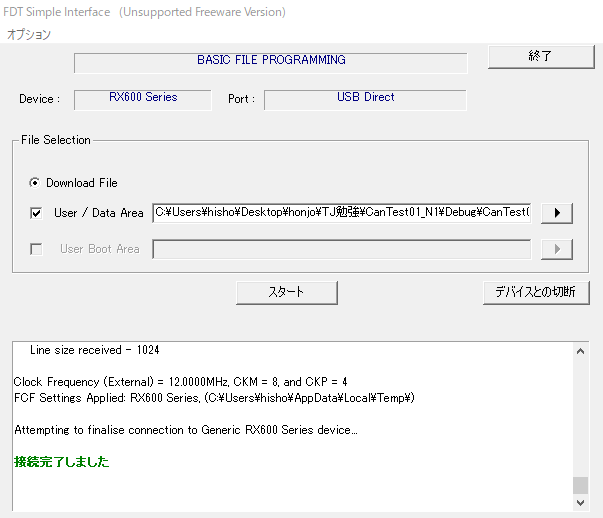 FDT Simple Interface (Unsupported Freeware Version)
オプション
BASIC FILE PROGRAMMING
終了
Device : RX600 Series Port : USB Direct
File Selection
Download File
User / Data Area C:¥Users¥hisho¥Desktop¥honjo¥TJ勉強¥CanTest01_N1¥Debug¥CanTest0
User Boot Area
スタート
デバイスとの切断
Line size received - 1024
Clock Frequency (External) = 12.0000MHz, CKM = 8, and CKP = 4
FCF Settings Applied: RX600 Series, (C:¥Users¥hisho¥AppData¥Local¥Temp¥)
Attempting to finalise connection to Generic RX600 Series device...
接続完了しました